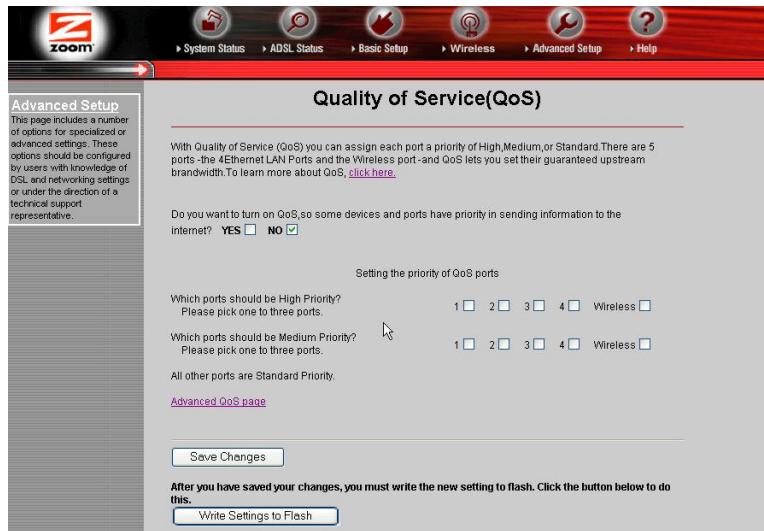 zoom
System Status
ADSL Status
Basic Setup
Wireless
Advanced Setup
Help
Advanced Setup
This page includes a number
of options for specialized or
advanced settings. These
options should be configured
by users with knowledge of
DSL and networking settings
or under the direction of a
technical support
representative.
Quality of Service(QoS)
With Quality of Service (QoS) you can assign each port a priority of High,Medium,or Standard.There are 5
ports -the 4Ethernet LAN Ports and the Wireless port-and QoS lets you set their guaranteed upstream
brandwidth.To learn more about QoS, click here.
Do you want to turn on QoS,so some devices and ports have priority in sending information to the
internet? YES NO
Setting the priority of QoS ports
Which ports should be High Priority?
Please pick one to three ports.
1 2 3 4 Wireless
Which ports should be Medium Priority?
Please pick one to three ports.
1 2 3 4 Wireless
All other ports are Standard Priority.
Advanced QoS page
Save Changes
After you have saved your changes, you must write the new setting to flash. Click the button below to do
this.
Write Settings to Flash